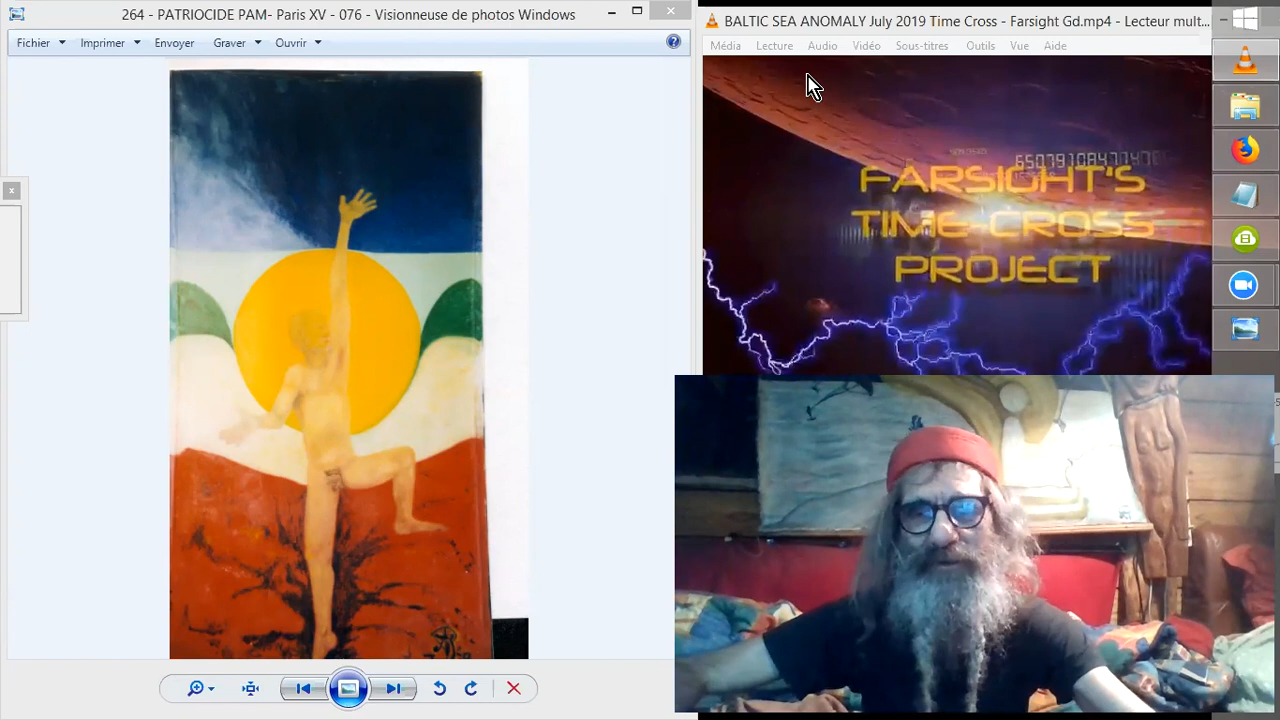 264 - PATRIOCIDE PAM- Paris XV - 076 - Visionneuse de photos Windows
Fichier Imprimer Envoyer Graver Ouvrir
BALTIC SEA ANOMALY July 2019 Time Cross - Farsight Gd.mp4 - Lecteur mult...
Média Lecture Audio Vidéo Sous-titres Outils Vue Aide
FARSIGHT'S
TIME CROSS
PROJECT